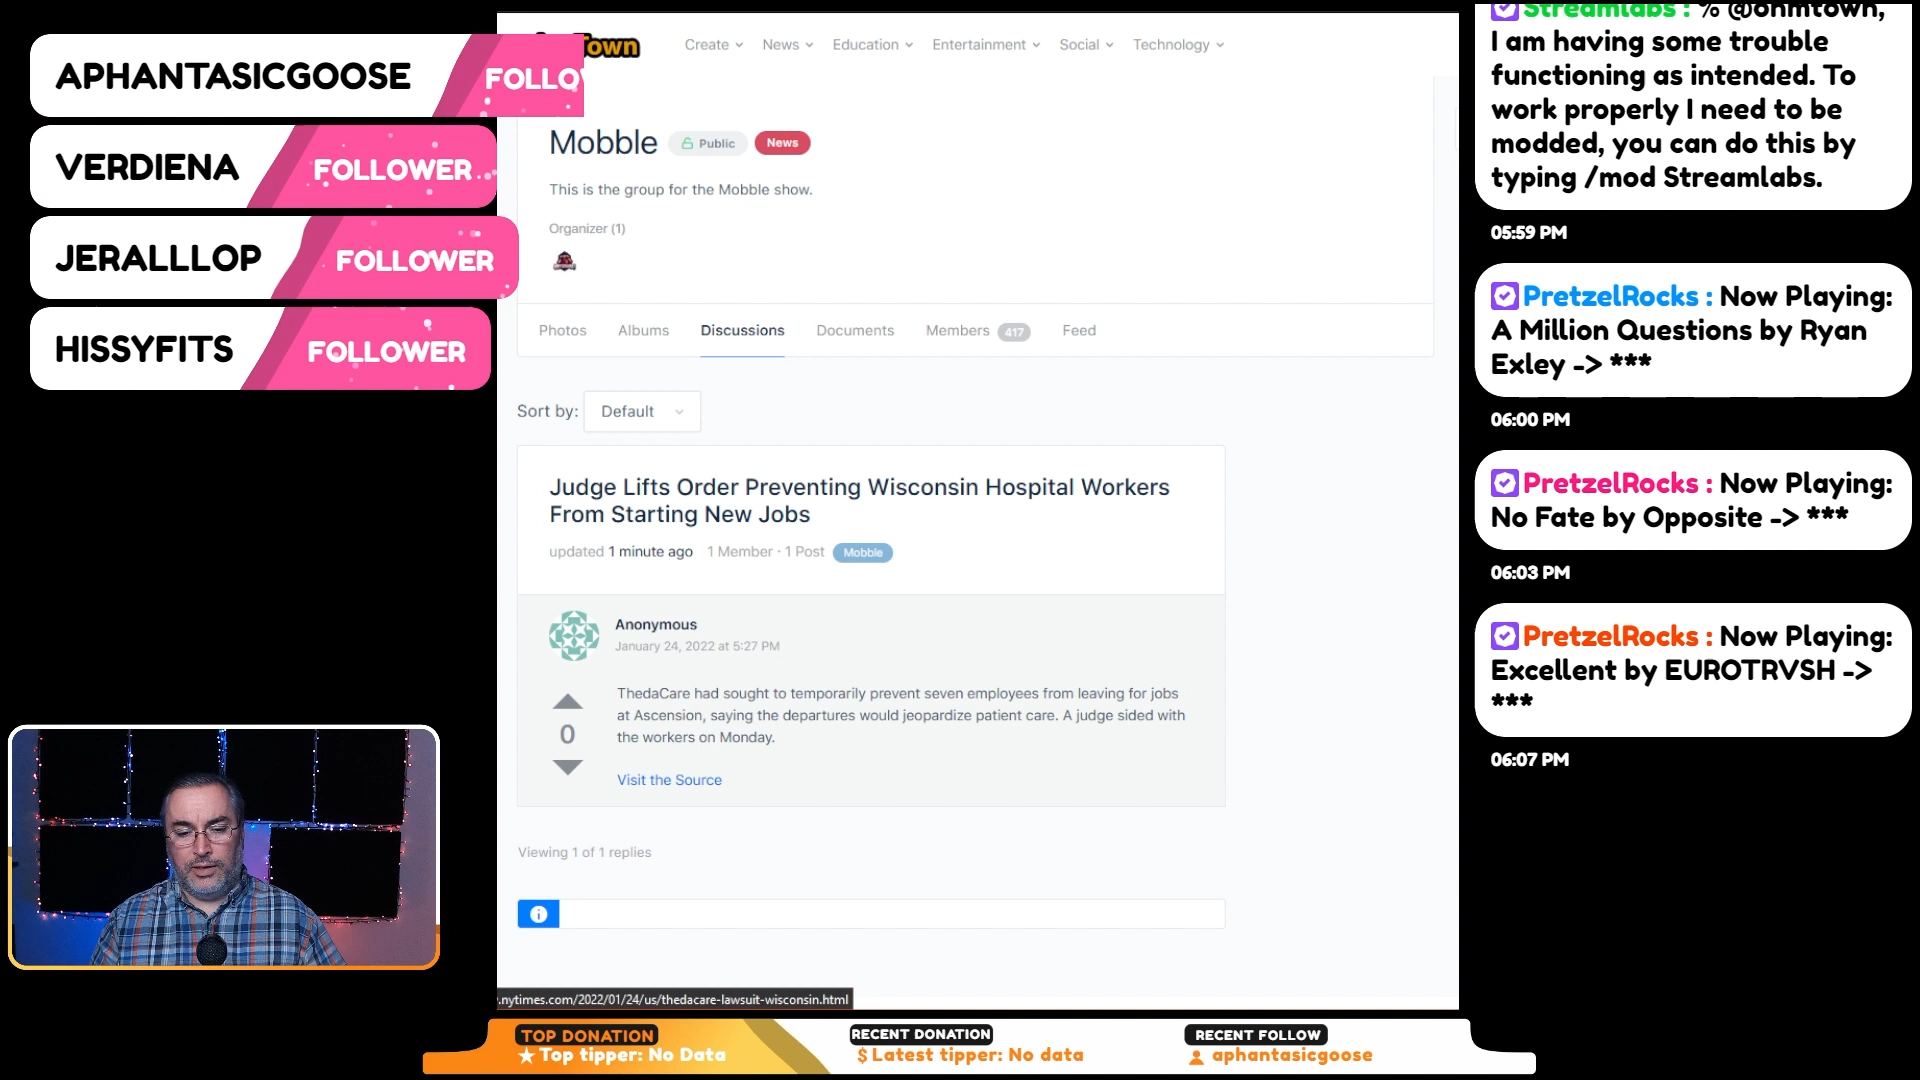 APHANTASICGOOSE
FOLLO
VERDIENA
FOLLOWER
JERALLLOP
FOLLOWER
HISSYFITS
FOLLOWER
Town
Create
News
Education
Entertainment
Social
Technology
Mobble
Public
News
This is the group for the Mobble show.
Organizer (1)
Photos
Albums
Discussions
Documents
Members 417
Feed
Sort by:
Default
Judge Lifts Order Preventing Wisconsin Hospital Workers
From Starting New Jobs
updated 1 minute ago 1 Member · 1 Post Mobble
Anonymous
January 24, 2022 at 5:27 PM
0
ThedaCare had sought to temporarily prevent seven employees from leaving for jobs
at Ascension, saying the departures would jeopardize patient care. A judge sided with
the workers on Monday.
Visit the Source
Viewing 1 of 1 replies
.nytimes.com/2022/01/24/us/thedacare-lawsuit-wisconsin.html
TOP DONATION
★ Top tipper: No Data
RECENT DONATION
$ Latest tipper: No data
RECENT FOLLOW
aphantasicgoose
Streamlabs : % @ohmtown,
I am having some trouble
functioning as intended. To
work properly I need to be
modded, you can do this by
typing /mod Streamlabs.
05:59 PM
PretzelRocks : Now Playing:
A Million Questions by Ryan
Exley -> ***
06:00 PM
PretzelRocks : Now Playing:
No Fate by Opposite -> ***
06:03 PM
PretzelRocks : Now Playing:
Excellent by EUROTRVSH ->
***
06:07 PM